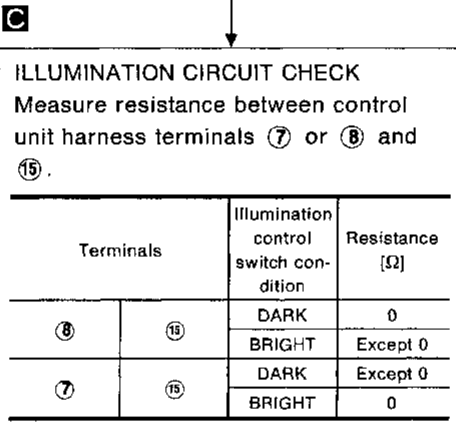 C
ILLUMINATION CIRCUIT CHECK
Measure resistance between control
unit harness terminals ⑦ or ⑧ and
⑮.
Terminals
Illumination
control
switch con-
dition
Resistance
[Ω]
⑧ ⑮ DARK 0
BRIGHT Except 0
⑦ ⑮ DARK Except 0
BRIGHT 0